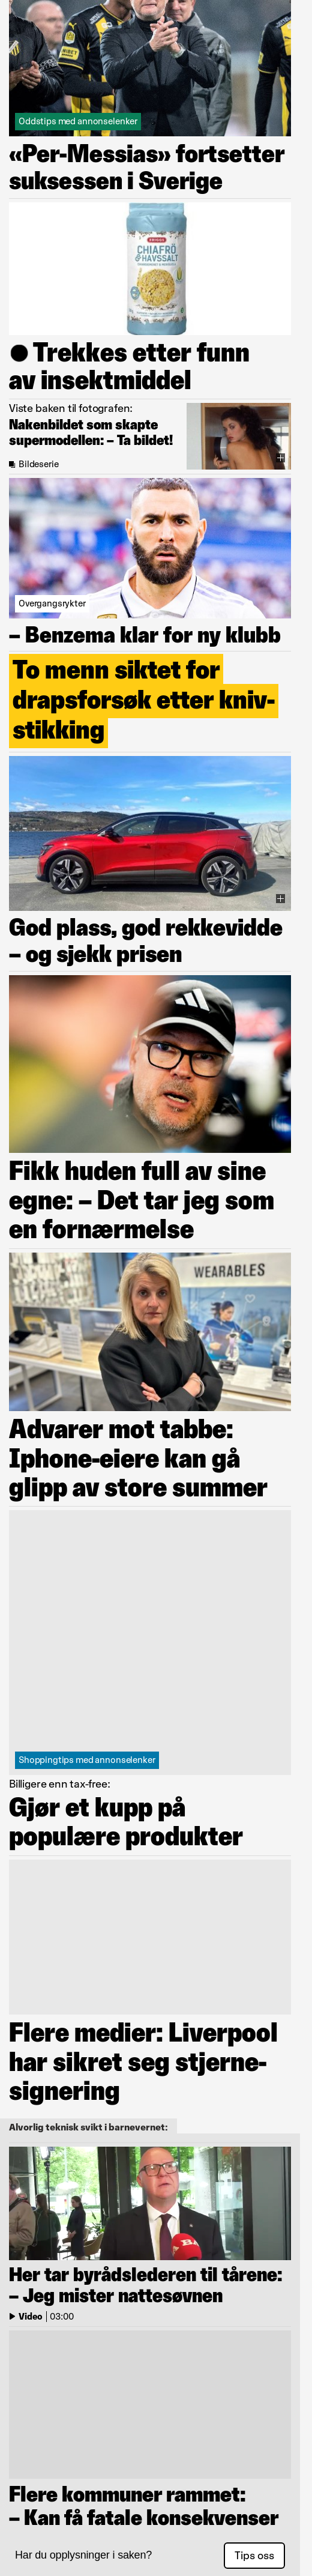 Oddstips med annonselenker
«Per-Messias» fortsetter
suksessen i Sverige
CHIAFRÖ
& HAVSSALT
● Trekkes etter funn
av insektmiddel
Viste baken til fotografen:
Nakenbildet som skapte
supermodellen: – Ta bildet!
Bildeserie
Overgangsrykter
– Benzema klar for ny klubb
To menn siktet for
drapsforsøk etter kniv-
stikking
God plass, god rekkevidde
– og sjekk prisen
Fikk huden full av sine
egne: – Det tar jeg som
en fornærmelse
WEARABLES
Advarer mot tabbe:
Iphone-eiere kan gå
glipp av store summer
Shoppingtips med annonselenker
Billigere enn tax-free:
Gjør et kupp på
populære produkter
Flere medier: Liverpool
har sikret seg stjerne-
signering
Alvorlig teknisk svikt i barnevernet:
BA
Her tar byrådslederen til tårene:
– Jeg mister nattesøvnen
Video | 03:00
Flere kommuner rammet:
– Kan få fatale konsekvenser
Har du opplysninger i saken?
Tips oss